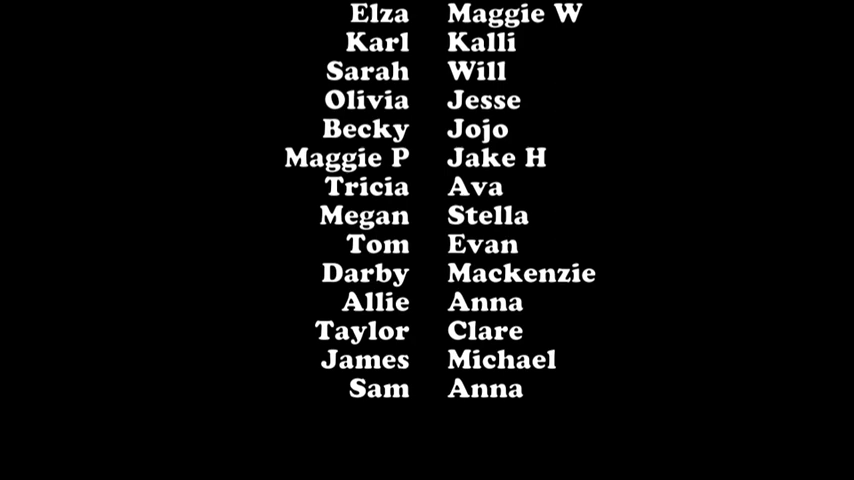 Elza Maggie W
Karl Kalli
Sarah Will
Olivia Jesse
Becky Jojo
Maggie P Jake H
Tricia Ava
Megan Stella
Tom Evan
Darby Mackenzie
Allie Anna
Taylor Clare
James Michael
Sam Anna